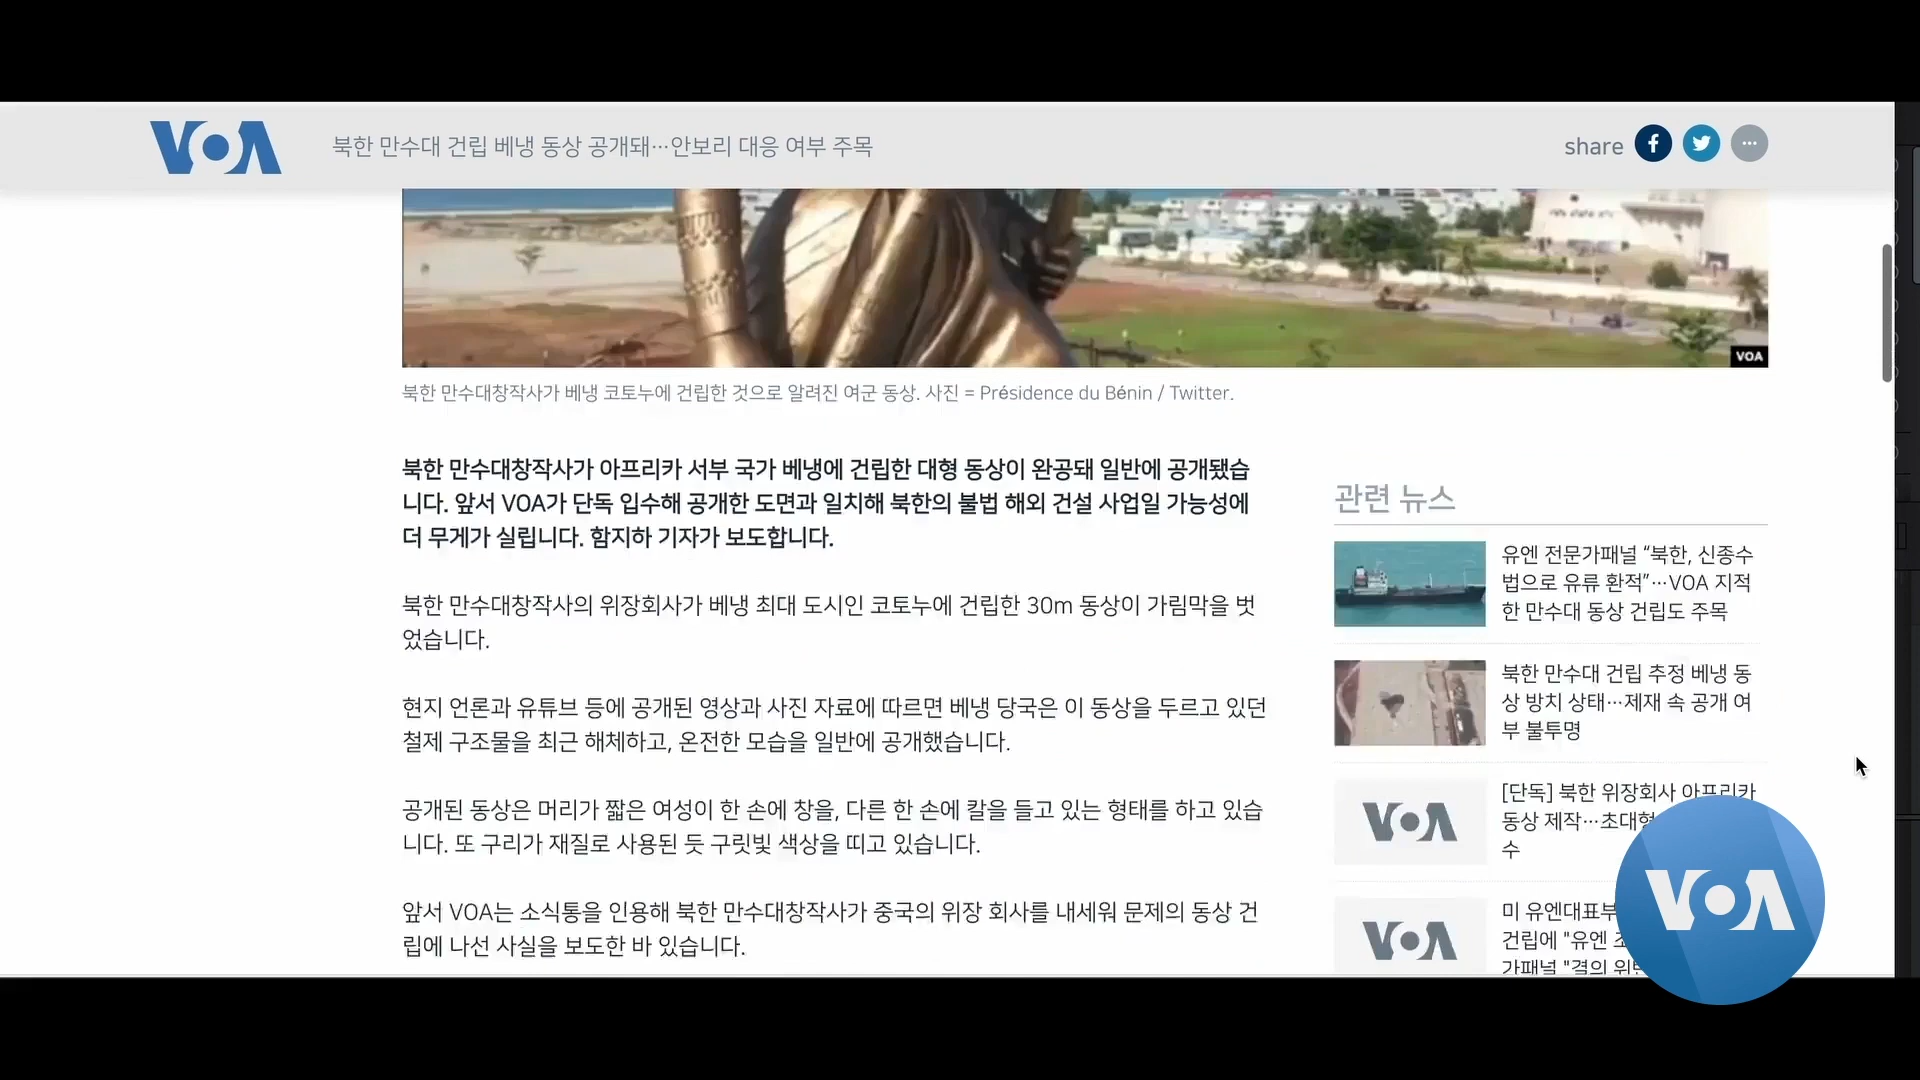 VOA
북한 만수대 건립 베냉 동상 공개돼…안보리 대응 여부 주목
share
VOA
북한 만수대창작사가 베냉 코토누에 건립한 것으로 알려진 여군 동상. 사진 = Présidence du Bénin / Twitter.
북한 만수대창작사가 아프리카 서부 국가 베냉에 건립한 대형 동상이 완공돼 일반에 공개됐습
니다. 앞서 VOA가 단독 입수해 공개한 도면과 일치해 북한의 불법 해외 건설 사업일 가능성에
더 무게가 실립니다. 함지하 기자가 보도합니다.
북한 만수대창작사의 위장회사가 베냉 최대 도시인 코토누에 건립한 30m 동상이 가림막을 벗
었습니다.
현지 언론과 유튜브 등에 공개된 영상과 사진 자료에 따르면 베냉 당국은 이 동상을 두르고 있던
철제 구조물을 최근 해체하고, 온전한 모습을 일반에 공개했습니다.
공개된 동상은 머리가 짧은 여성이 한 손에 창을, 다른 한 손에 칼을 들고 있는 형태를 하고 있습
니다. 또 구리가 재질로 사용된 듯 구릿빛 색상을 띠고 있습니다.
앞서 VOA는 소식통을 인용해 북한 만수대창작사가 중국의 위장 회사를 내세워 문제의 동상 건
립에 나선 사실을 보도한 바 있습니다.
관련 뉴스
유엔 전문가패널 “북한, 신종수
법으로 유류 환적”…VOA 지적
한 만수대 동상 건립도 주목
북한 만수대 건립 추정 베냉 동
상 방치 상태…제재 속 공개 여
부 불투명
VOA
[단독] 북한 위장회사 아프리카
동상 제작…초대형
수
VOA
미 유엔대표부
건립에 "유엔
가패널 "결의
VOA